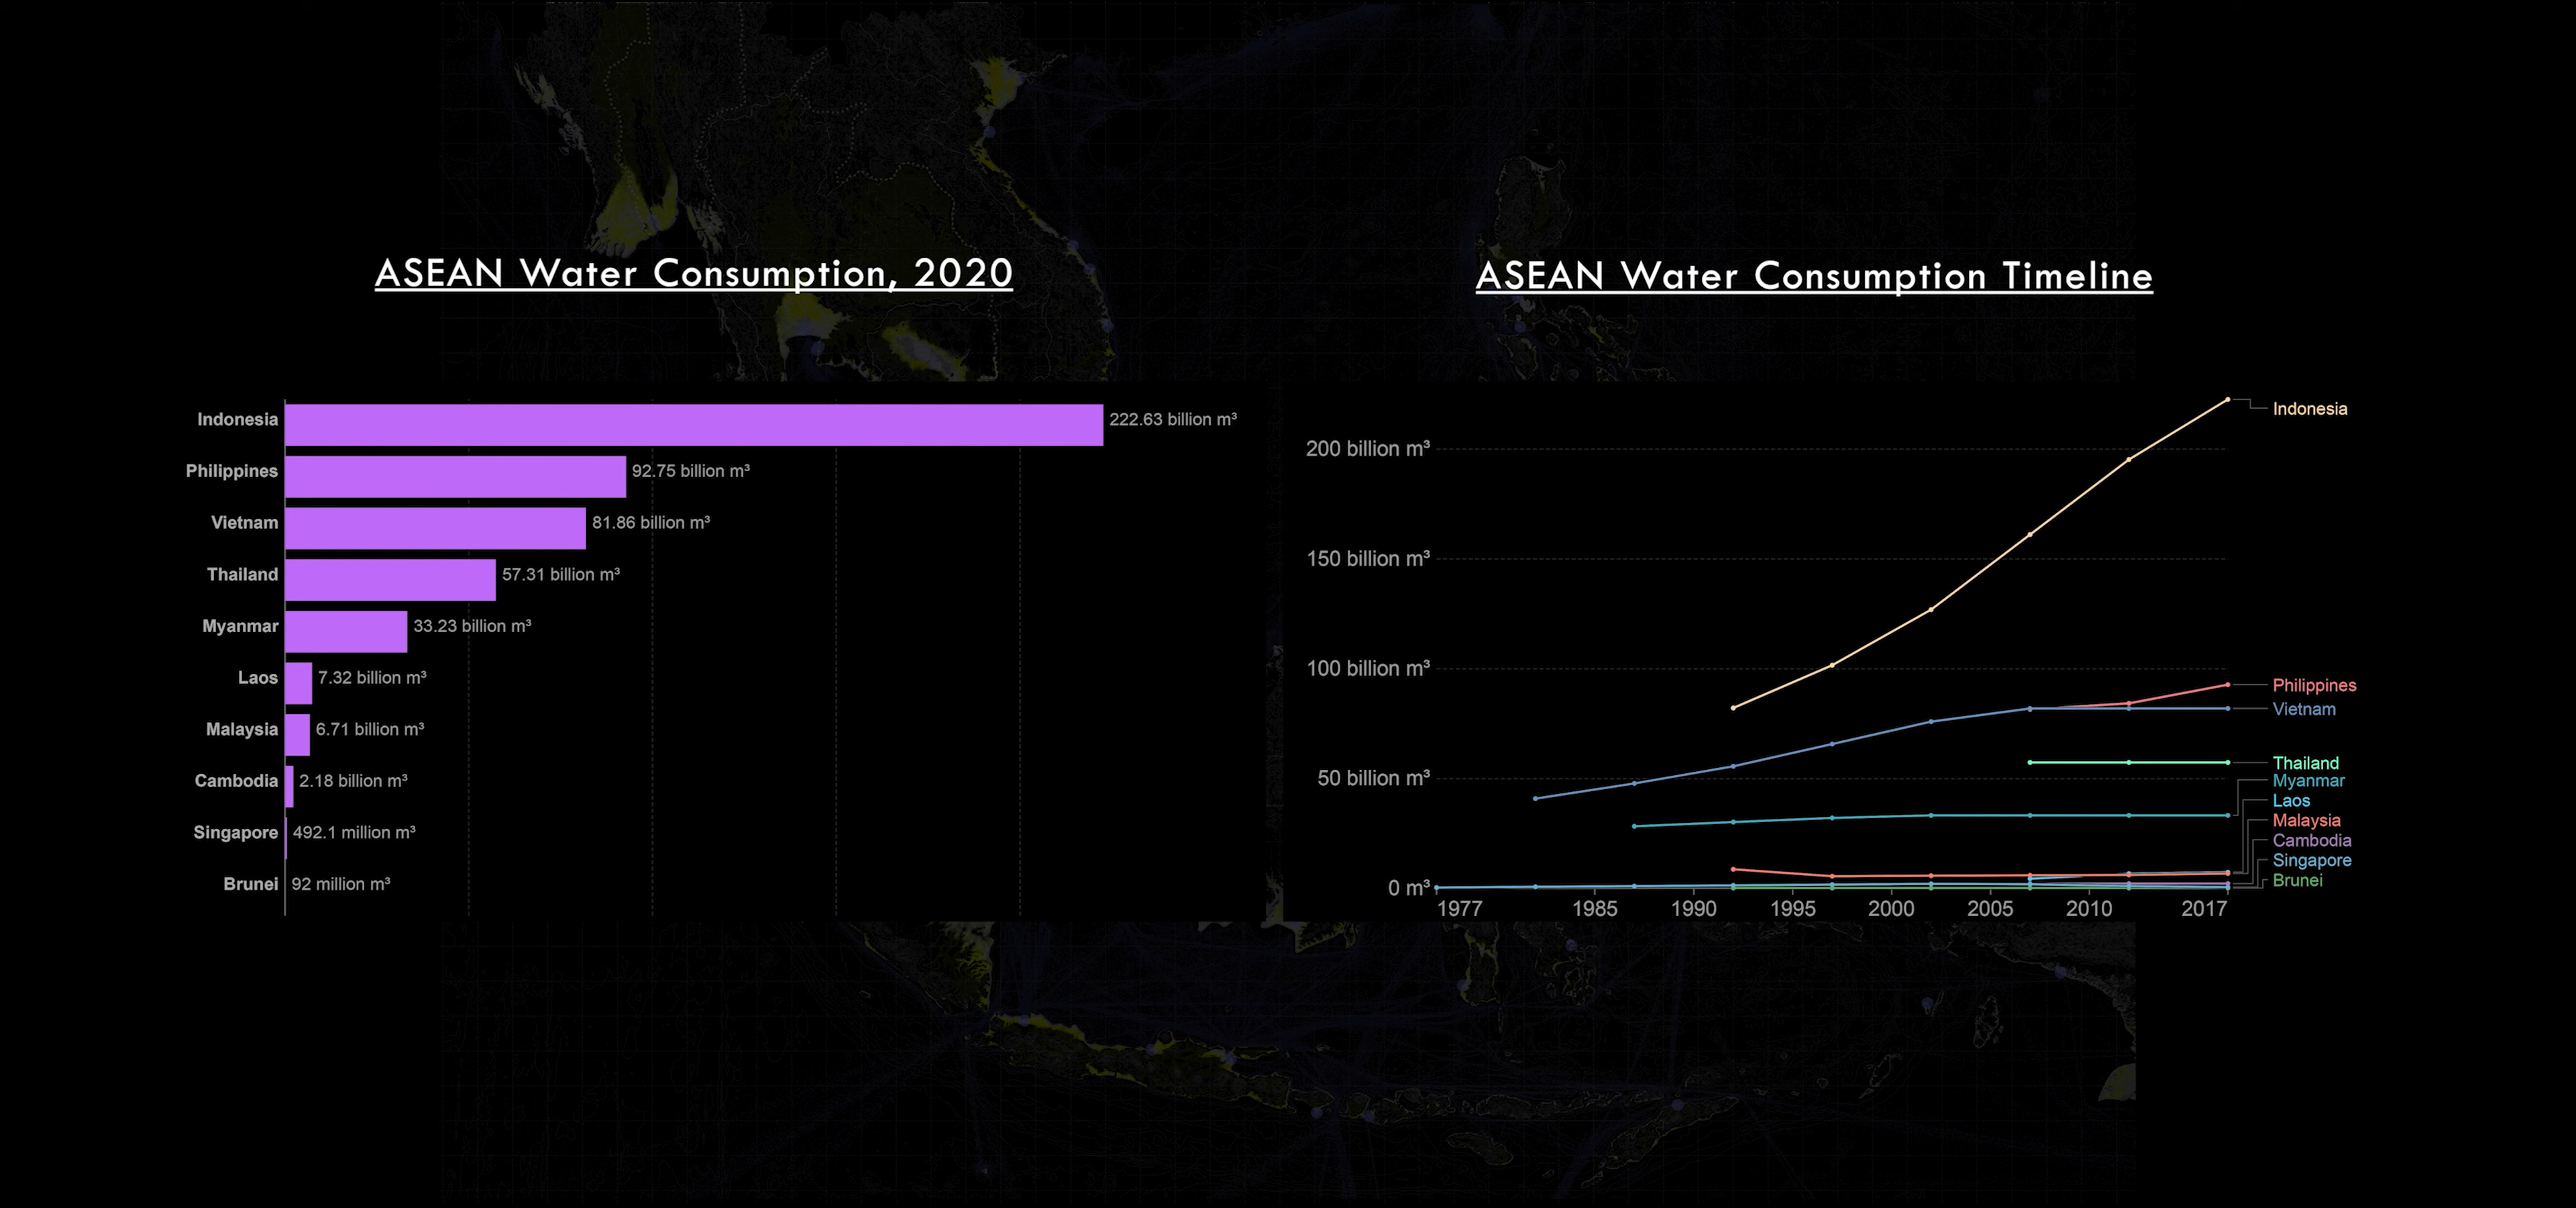 ASEAN Water Consumption, 2020
Indonesia 222.63 billion m³
Philippines 92.75 billion m³
Vietnam 81.86 billion m³
Thailand 57.31 billion m³
Myanmar 33.23 billion m³
Laos 7.32 billion m³
Malaysia 6.71 billion m³
Cambodia 2.18 billion m³
Singapore 492.1 million m³
Brunei 92 million m³
ASEAN Water Consumption Timeline
200 billion m³
150 billion m³
100 billion m³
50 billion m³
0 m³
1977 1985 1990 1995 2000 2005 2010 2017
Indonesia
Philippines
Vietnam
Thailand
Myanmar
Laos
Malaysia
Cambodia
Singapore
Brunei